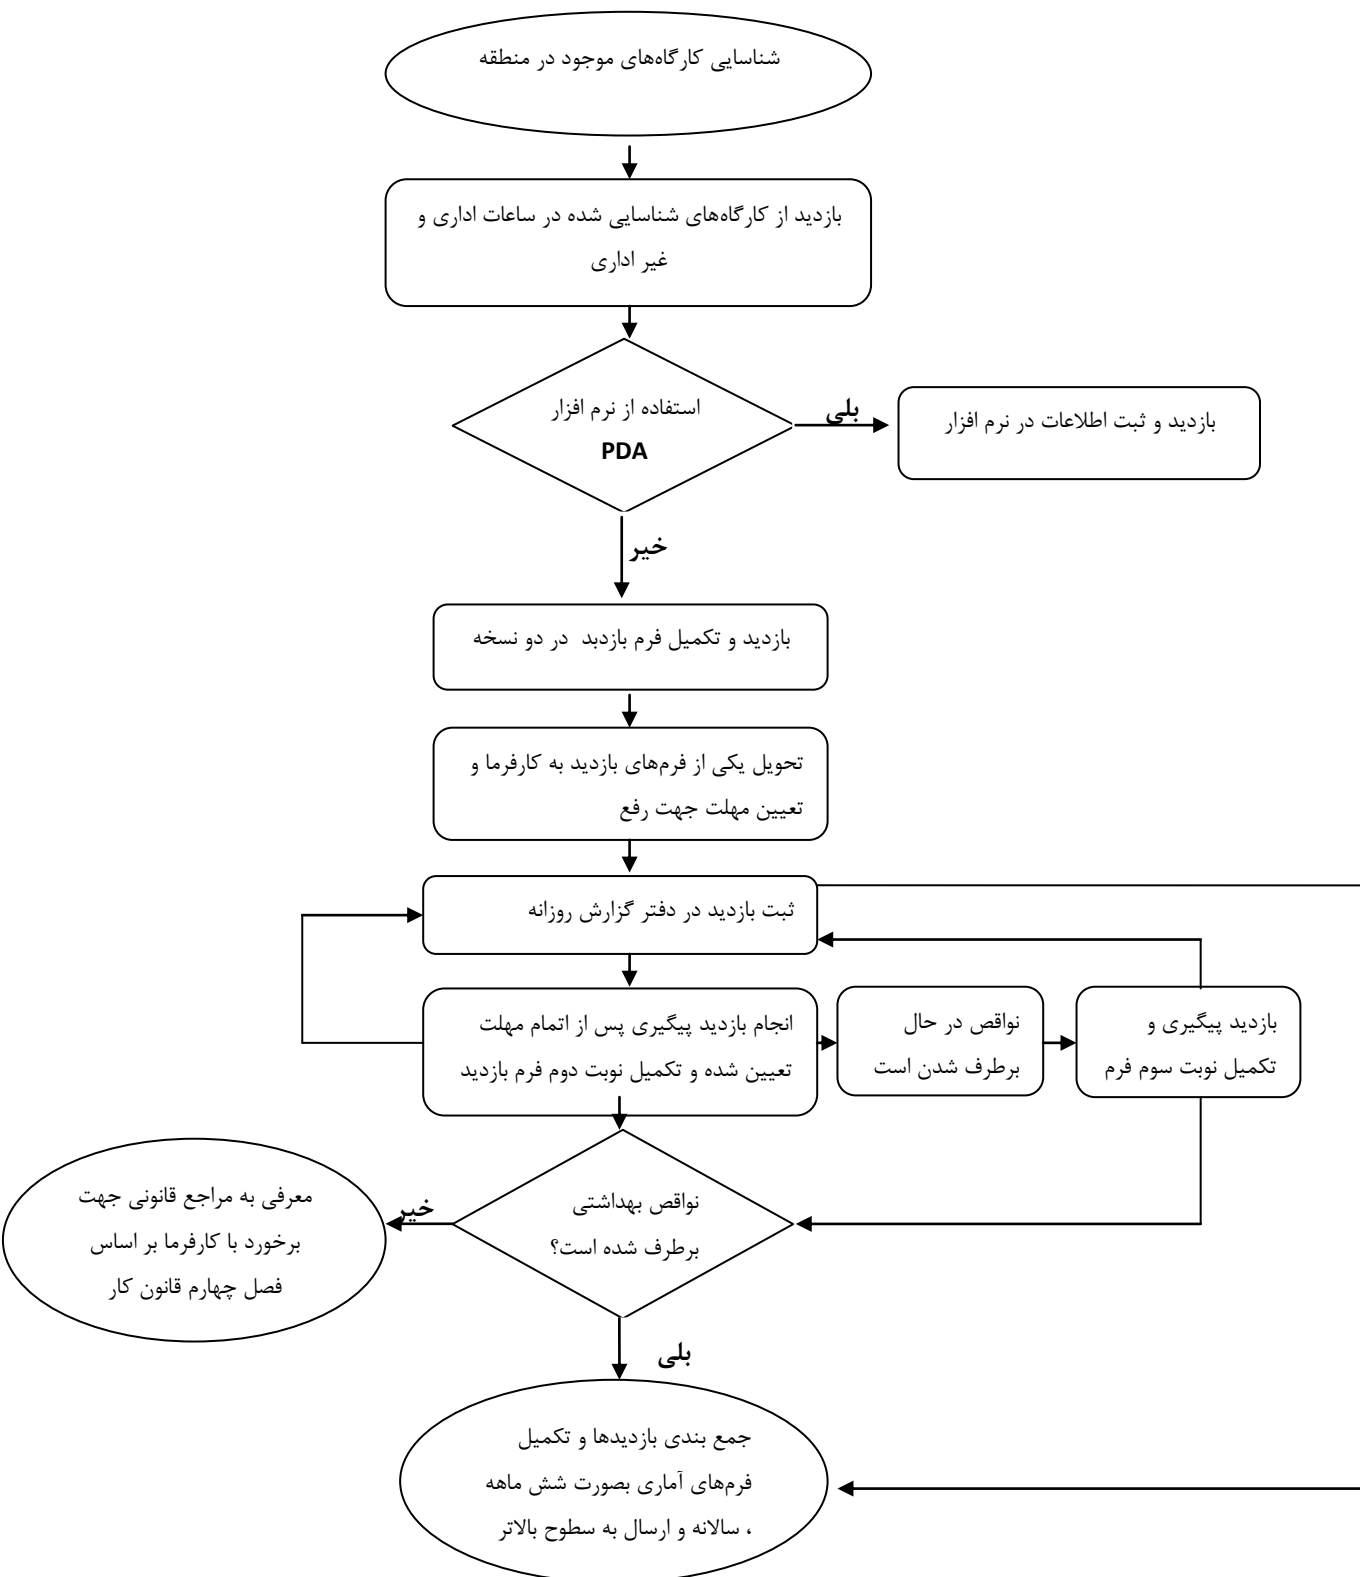 شناسایی کارگاه‌های موجود در منطقه
بازدید از کارگاه‌های شناسایی شده در ساعات اداری و
غیر اداری
استفاده از نرم افزار
PDA
بلی
بازدید و ثبت اطلاعات در نرم افزار
خیر
بازدید و تکمیل فرم بازدبد در دو نسخه
تحویل یکی از فرم‌های بازدید به کارفرما و
تعیین مهلت جهت رفع
ثبت بازدید در دفتر گزارش روزانه
انجام بازدید پیگیری پس از اتمام مهلت
تعیین شده و تکمیل نوبت دوم فرم بازدید
نواقص در حال
برطرف شدن است
بازدید پیگیری و
تکمیل نوبت سوم فرم
نواقص بهداشتی
برطرف شده است؟
خیر
معرفی به مراجع قانونی جهت
برخورد با کارفرما بر اساس
فصل چهارم قانون کار
بلی
جمع بندی بازدیدها و تکمیل
فرم‌های آماری بصورت شش ماهه
، سالانه و ارسال به سطوح بالاتر